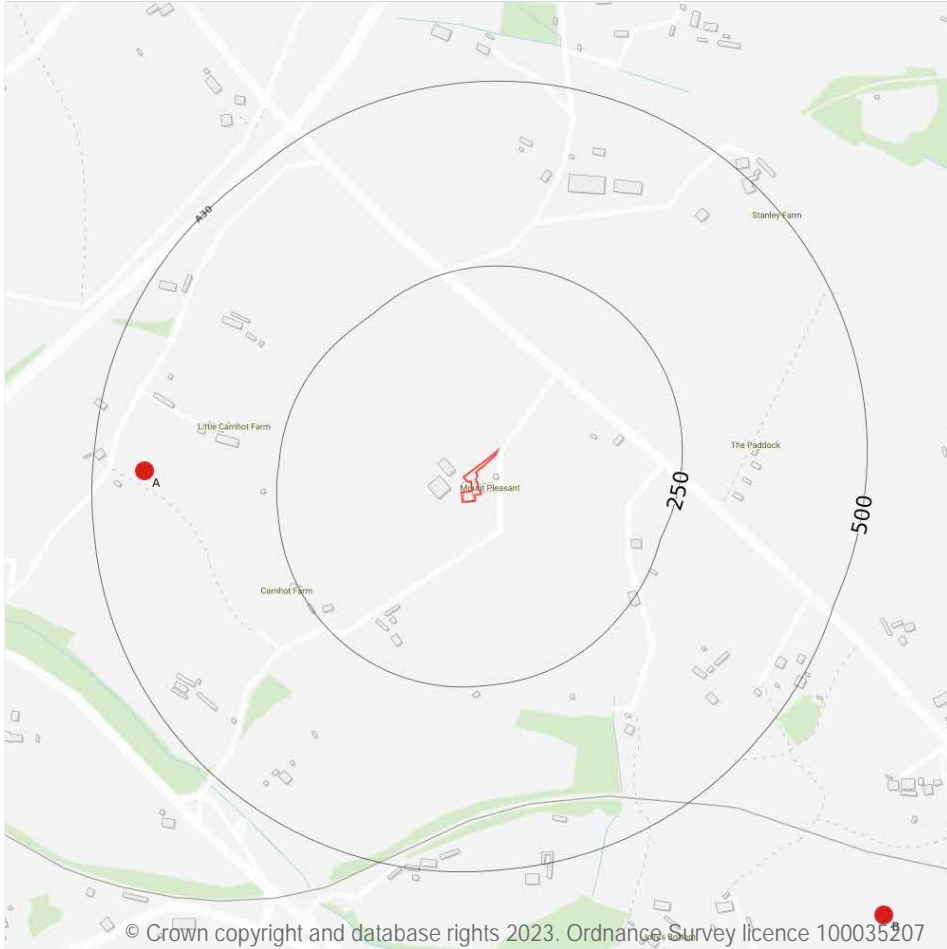 A30
Stanley Farm
Little Carnhot Farm
The Paddock
A
Mount Pleasant
250
500
Carnhot Farm
© Crown copyright and database rights 2023. Ordnance Survey licence 100035207